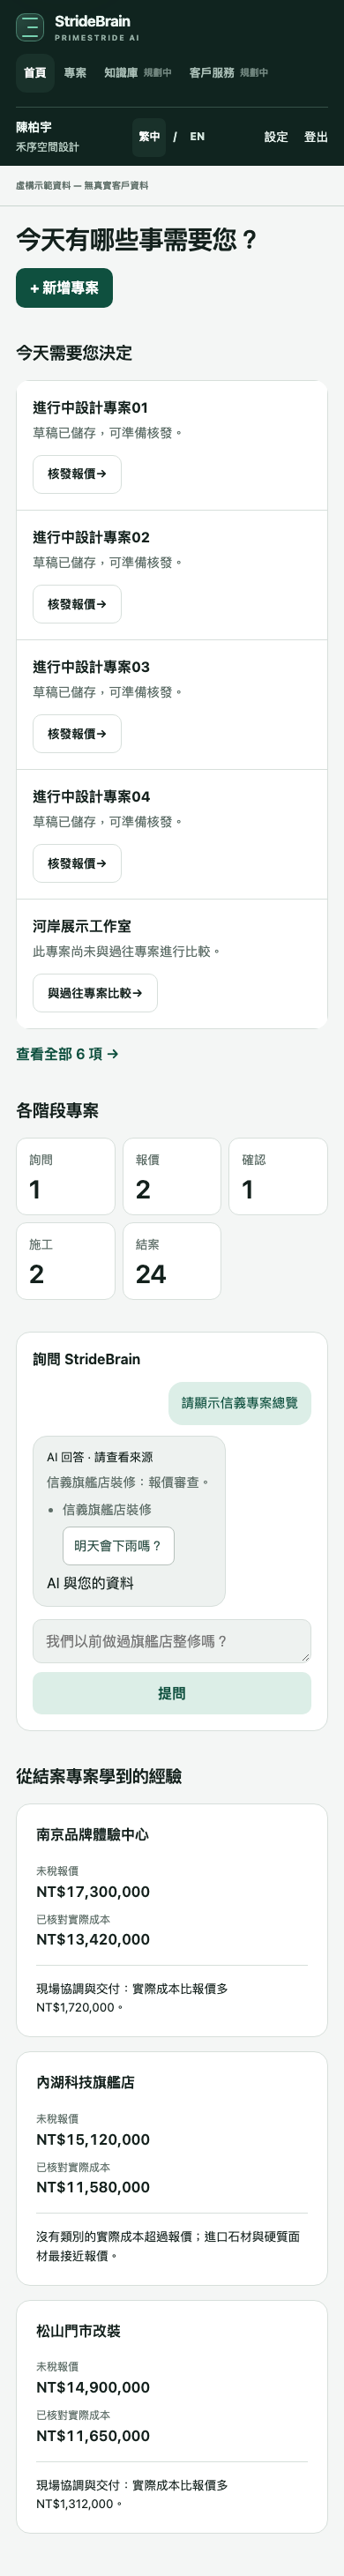 StrideBrain
PRIMESTRIDE AI
首頁 專案 知識庫 規劃中 客戶服務 規劃中
陳柏宇
禾序空間設計
繁中 / EN 設定 登出
虛構示範資料 — 無真實客戶資料
今天有哪些事需要您？
+ 新增專案
今天需要您決定
進行中設計專案01
草稿已儲存，可準備核發。
核發報價→
進行中設計專案02
草稿已儲存，可準備核發。
核發報價→
進行中設計專案03
草稿已儲存，可準備核發。
核發報價→
進行中設計專案04
草稿已儲存，可準備核發。
核發報價→
河岸展示工作室
此專案尚未與過往專案進行比較。
與過往專案比較→
查看全部 6 項 →
各階段專案
詢問 報價 確認
1 2 1
施工 結案
2 24
詢問 StrideBrain
請顯示信義專案總覽
AI 回答 · 請查看來源
信義旗艦店裝修：報價審查。
• 信義旗艦店裝修
明天會下雨嗎？
AI 與您的資料
我們以前做過旗艦店整修嗎？
提問
從結案專案學到的經驗
南京品牌體驗中心
未稅報價
NT$17,300,000
已核對實際成本
NT$13,420,000
現場協調與交付：實際成本比報價多
NT$1,720,000。
內湖科技旗艦店
未稅報價
NT$15,120,000
已核對實際成本
NT$11,580,000
沒有類別的實際成本超過報價；進口石材與硬質面
材最接近報價。
松山門市改裝
未稅報價
NT$14,900,000
已核對實際成本
NT$11,650,000
現場協調與交付：實際成本比報價多
NT$1,312,000。